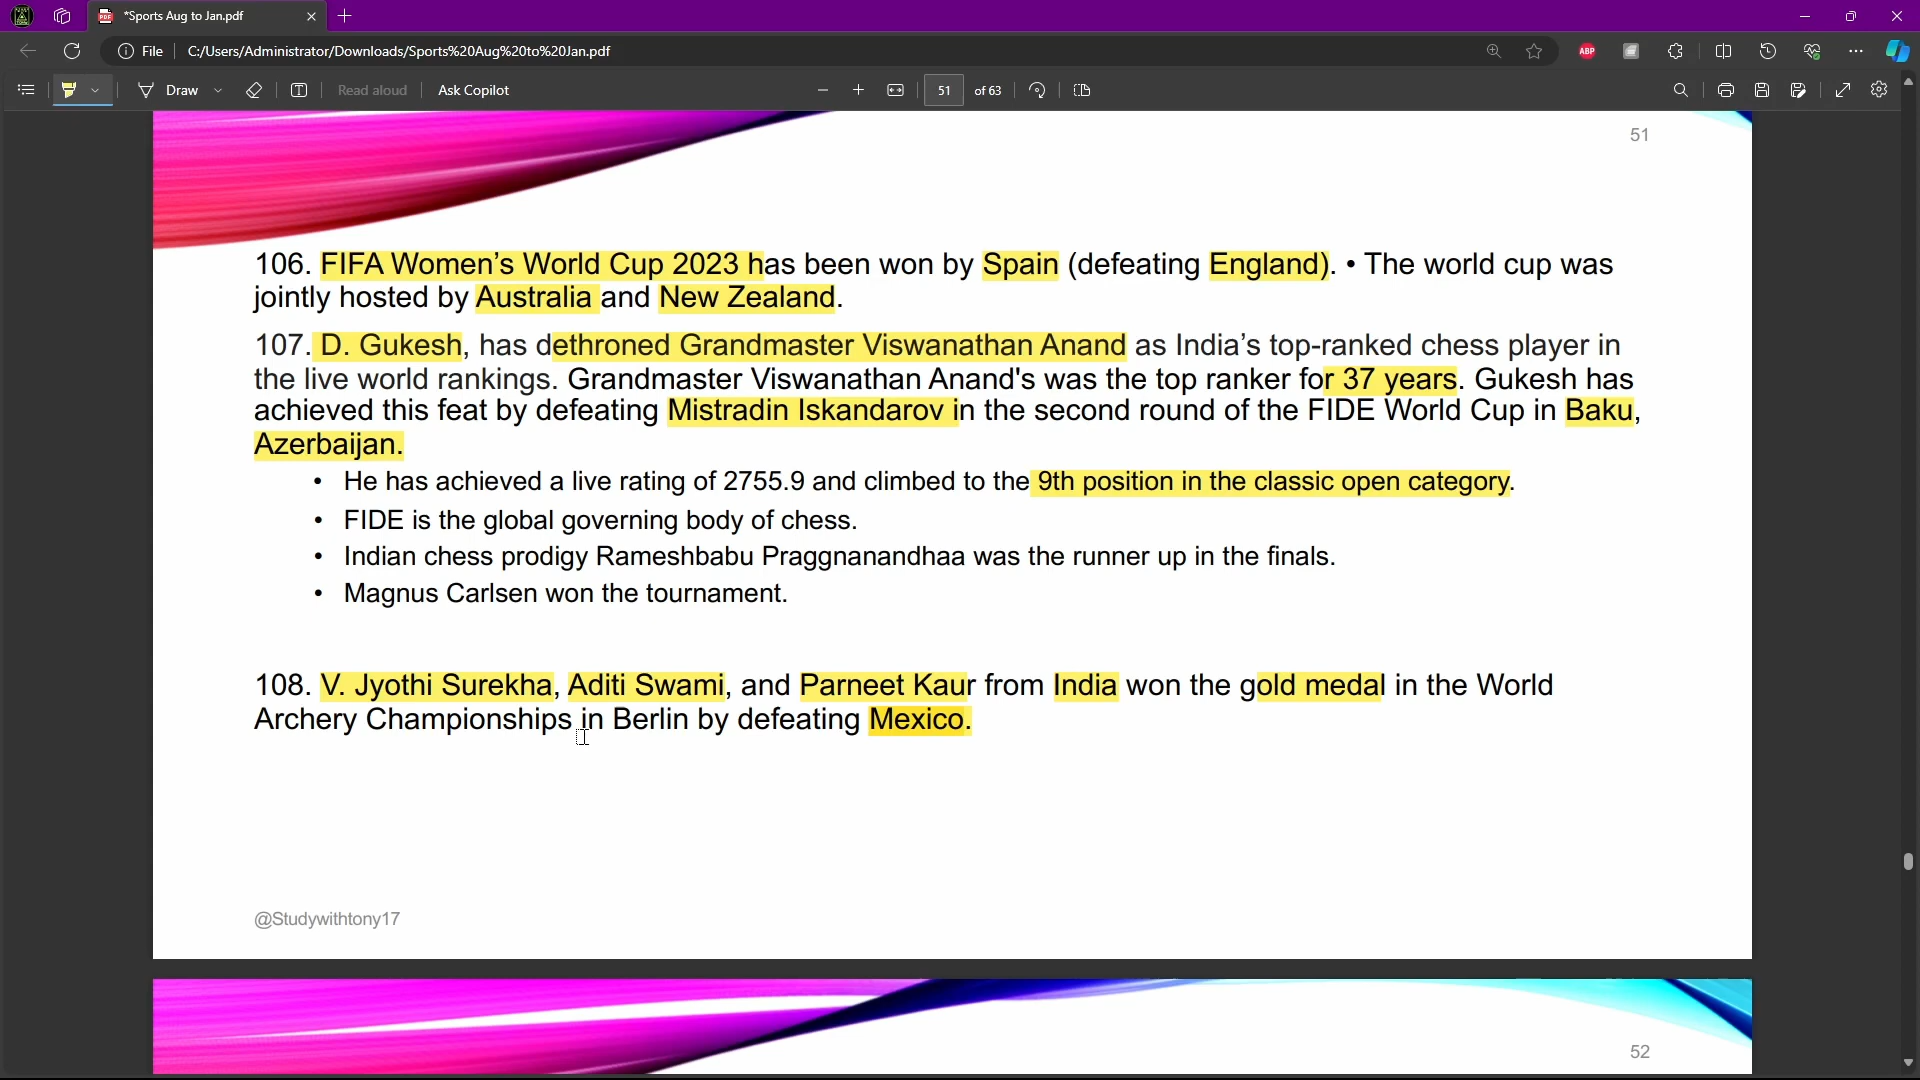 *Sports Aug to Jan.pdf
File
C:/Users/Administrator/Downloads/Sports%20Aug%20to%20Jan.pdf
ABP
Draw
Read aloud
Ask Copilot
51 of 63
51
106. FIFA Women’s World Cup 2023 has been won by Spain (defeating England). • The world cup was
jointly hosted by Australia and New Zealand.
107. D. Gukesh, has dethroned Grandmaster Viswanathan Anand as India’s top-ranked chess player in
the live world rankings. Grandmaster Viswanathan Anand's was the top ranker for 37 years. Gukesh has
achieved this feat by defeating Mistradin Iskandarov in the second round of the FIDE World Cup in Baku,
Azerbaijan.
• He has achieved a live rating of 2755.9 and climbed to the 9th position in the classic open category.
• FIDE is the global governing body of chess.
• Indian chess prodigy Rameshbabu Praggnanandhaa was the runner up in the finals.
• Magnus Carlsen won the tournament.
108. V. Jyothi Surekha, Aditi Swami, and Parneet Kaur from India won the gold medal in the World
Archery Championships in Berlin by defeating Mexico.
@Studywithtony17
52